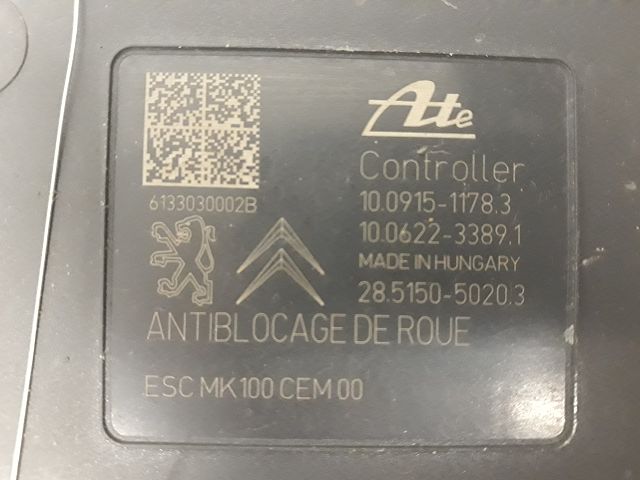 Ate
Controller
6133030002B
10.0915-1178.3
10.0622-3389.1
MADE IN HUNGARY
28.5150-5020.3
ANTIBLOCAGE DE ROUE
ESC MK100 CEM 00